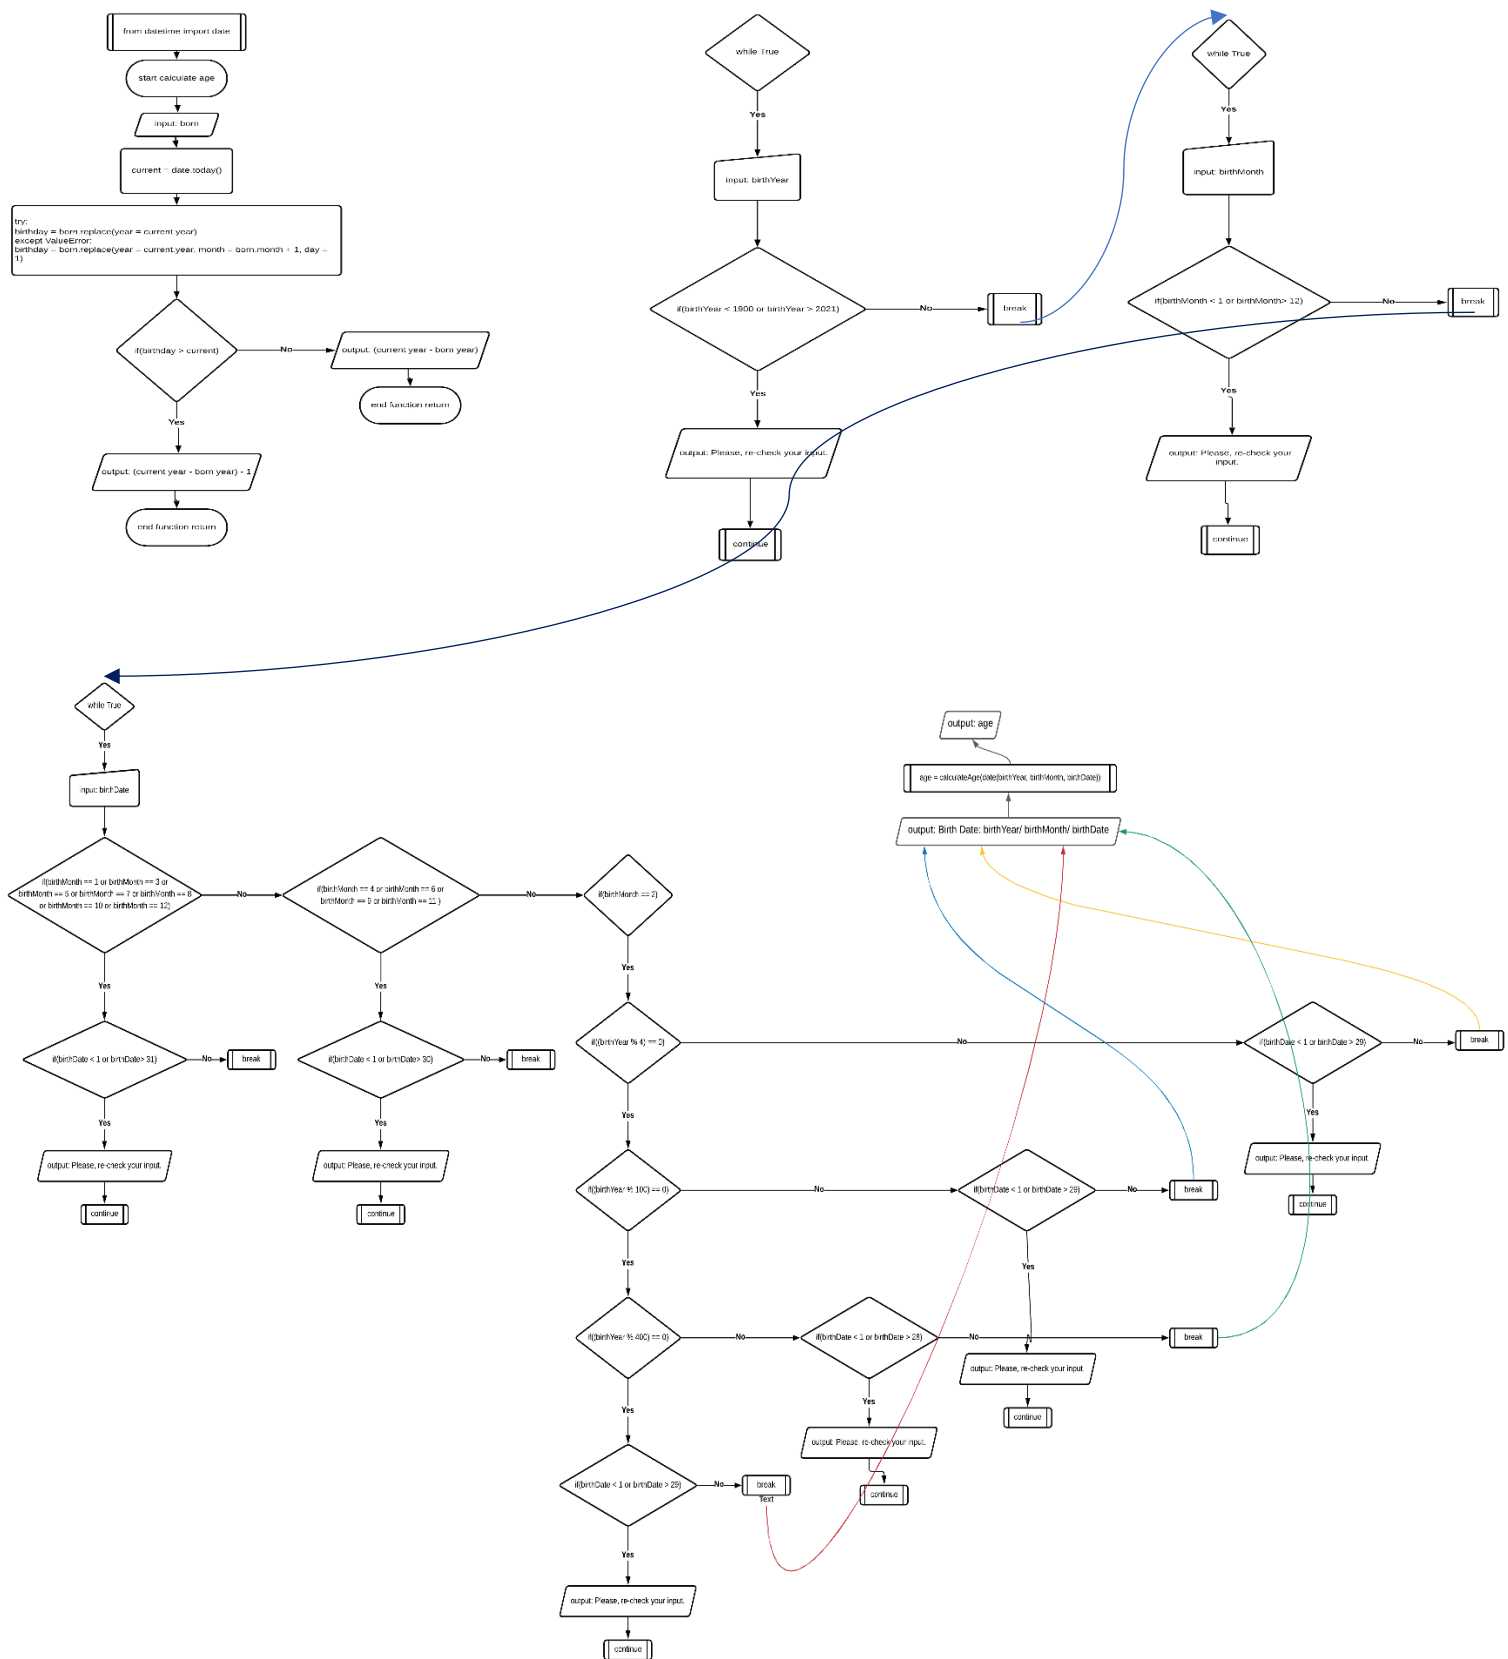 from datetime import date
start calculate age
input: born
current = date.today()
try:
birthday = born.replace(year = current.year)
except ValueError:
birthday = born.replace(year = current.year, month = born.month + 1, day =
1)
if(birthday > current)
No
output: (current year - born year)
end function return
Yes
output: (current year - born year) - 1
end function return
while True
Yes
input: birthYear
if(birthYear < 1900 or birthYear > 2021)
No
break
Yes
output: Please, re-check your input.
continue
while True
Yes
input: birthMonth
if(birthMonth < 1 or birthMonth> 12)
No
break
Yes
output: Please, re-check your
input.
continue
while True
Yes
input: birthDate
if(birthMonth == 1 or birthMonth == 3 or
birthMonth == 5 or birthMonth == 7 or birthMonth == 8
or birthMonth == 10 or birthMonth == 12)
No
if(birthMonth == 4 or birthMonth == 6 or
birthMonth == 9 or birthMonth == 11 )
No
if(birthMonth == 2)
Yes
if(birthDate < 1 or birthDate> 31)
No
break
Yes
output: Please, re-check your input.
continue
Yes
if(birthDate < 1 or birthDate> 30)
No
break
Yes
output: Please, re-check your input.
continue
Yes
if((birthYear % 4) == 0)
No
if(birthDate < 1 or birthDate > 29)
No
break
Yes
output: Please, re-check your input.
continue
Yes
if((birthYear % 100) == 0)
No
if(birthDate < 1 or birthDate > 29)
No
break
Yes
output: Please, re-check your input.
continue
Yes
if((birthYear % 400) == 0)
No
if(birthDate < 1 or birthDate > 28)
No
break
Yes
output: Please, re-check your input.
continue
Yes
if(birthDate < 1 or birthDate > 29)
No
break
Text
Yes
output: Please, re-check your input.
continue
output: age
age = calculateAge(date(birthYear, birthMonth, birthDate))
output: Birth Date: birthYear/ birthMonth/ birthDate